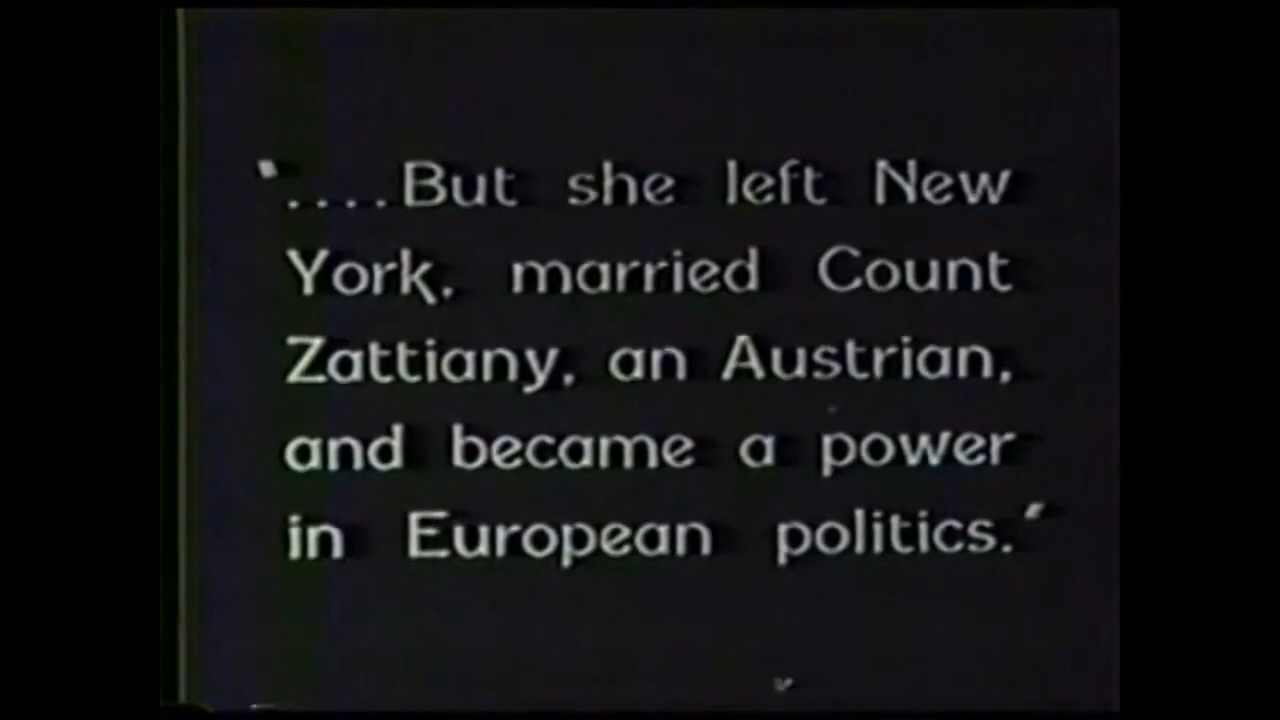 ‵....But she left New
York, married Count
Zattiany, an Austrian,
and became a power
in European politics.‶